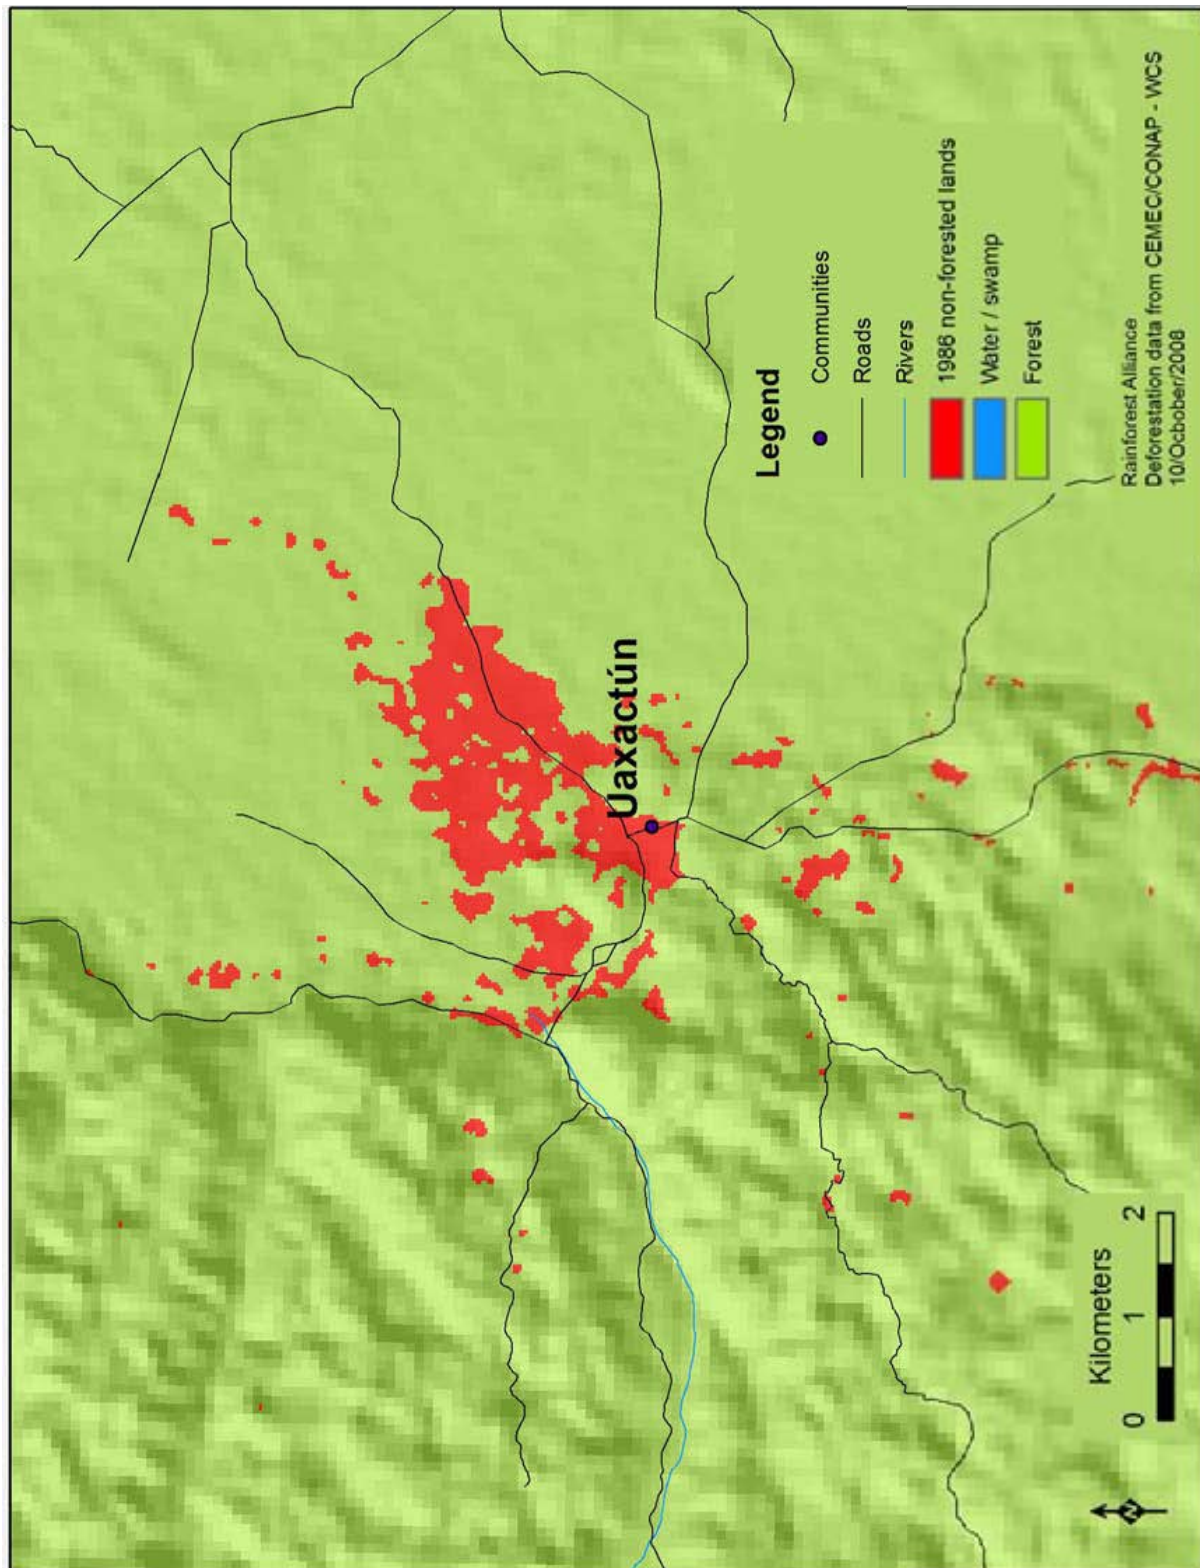 Uaxactún
Legend
Communities
Roads
Rivers
1986 non-forested lands
Water / swamp
Forest
Kilometers
0 1 2
N
Rainforest Alliance
Deforestation data from CEMEC/CONAP - WCS
10/Ocbober/2008